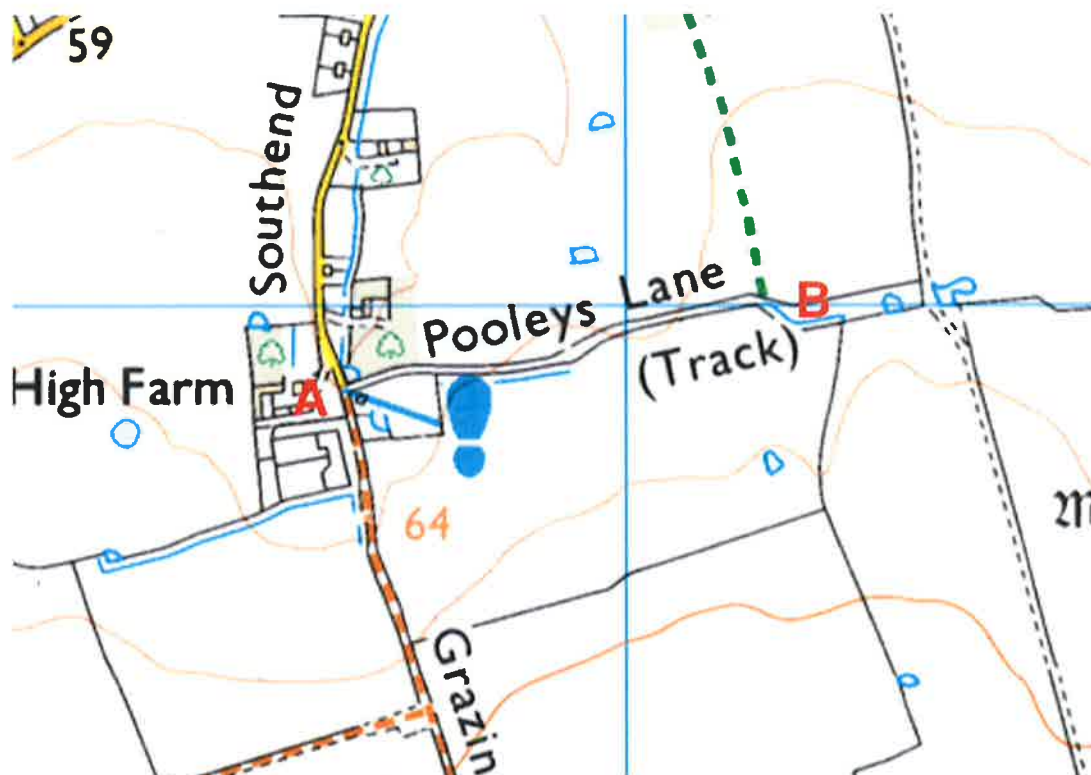 59
Southend
Pooleys Lane
(Track)
B
High Farm
A
64
Grazin